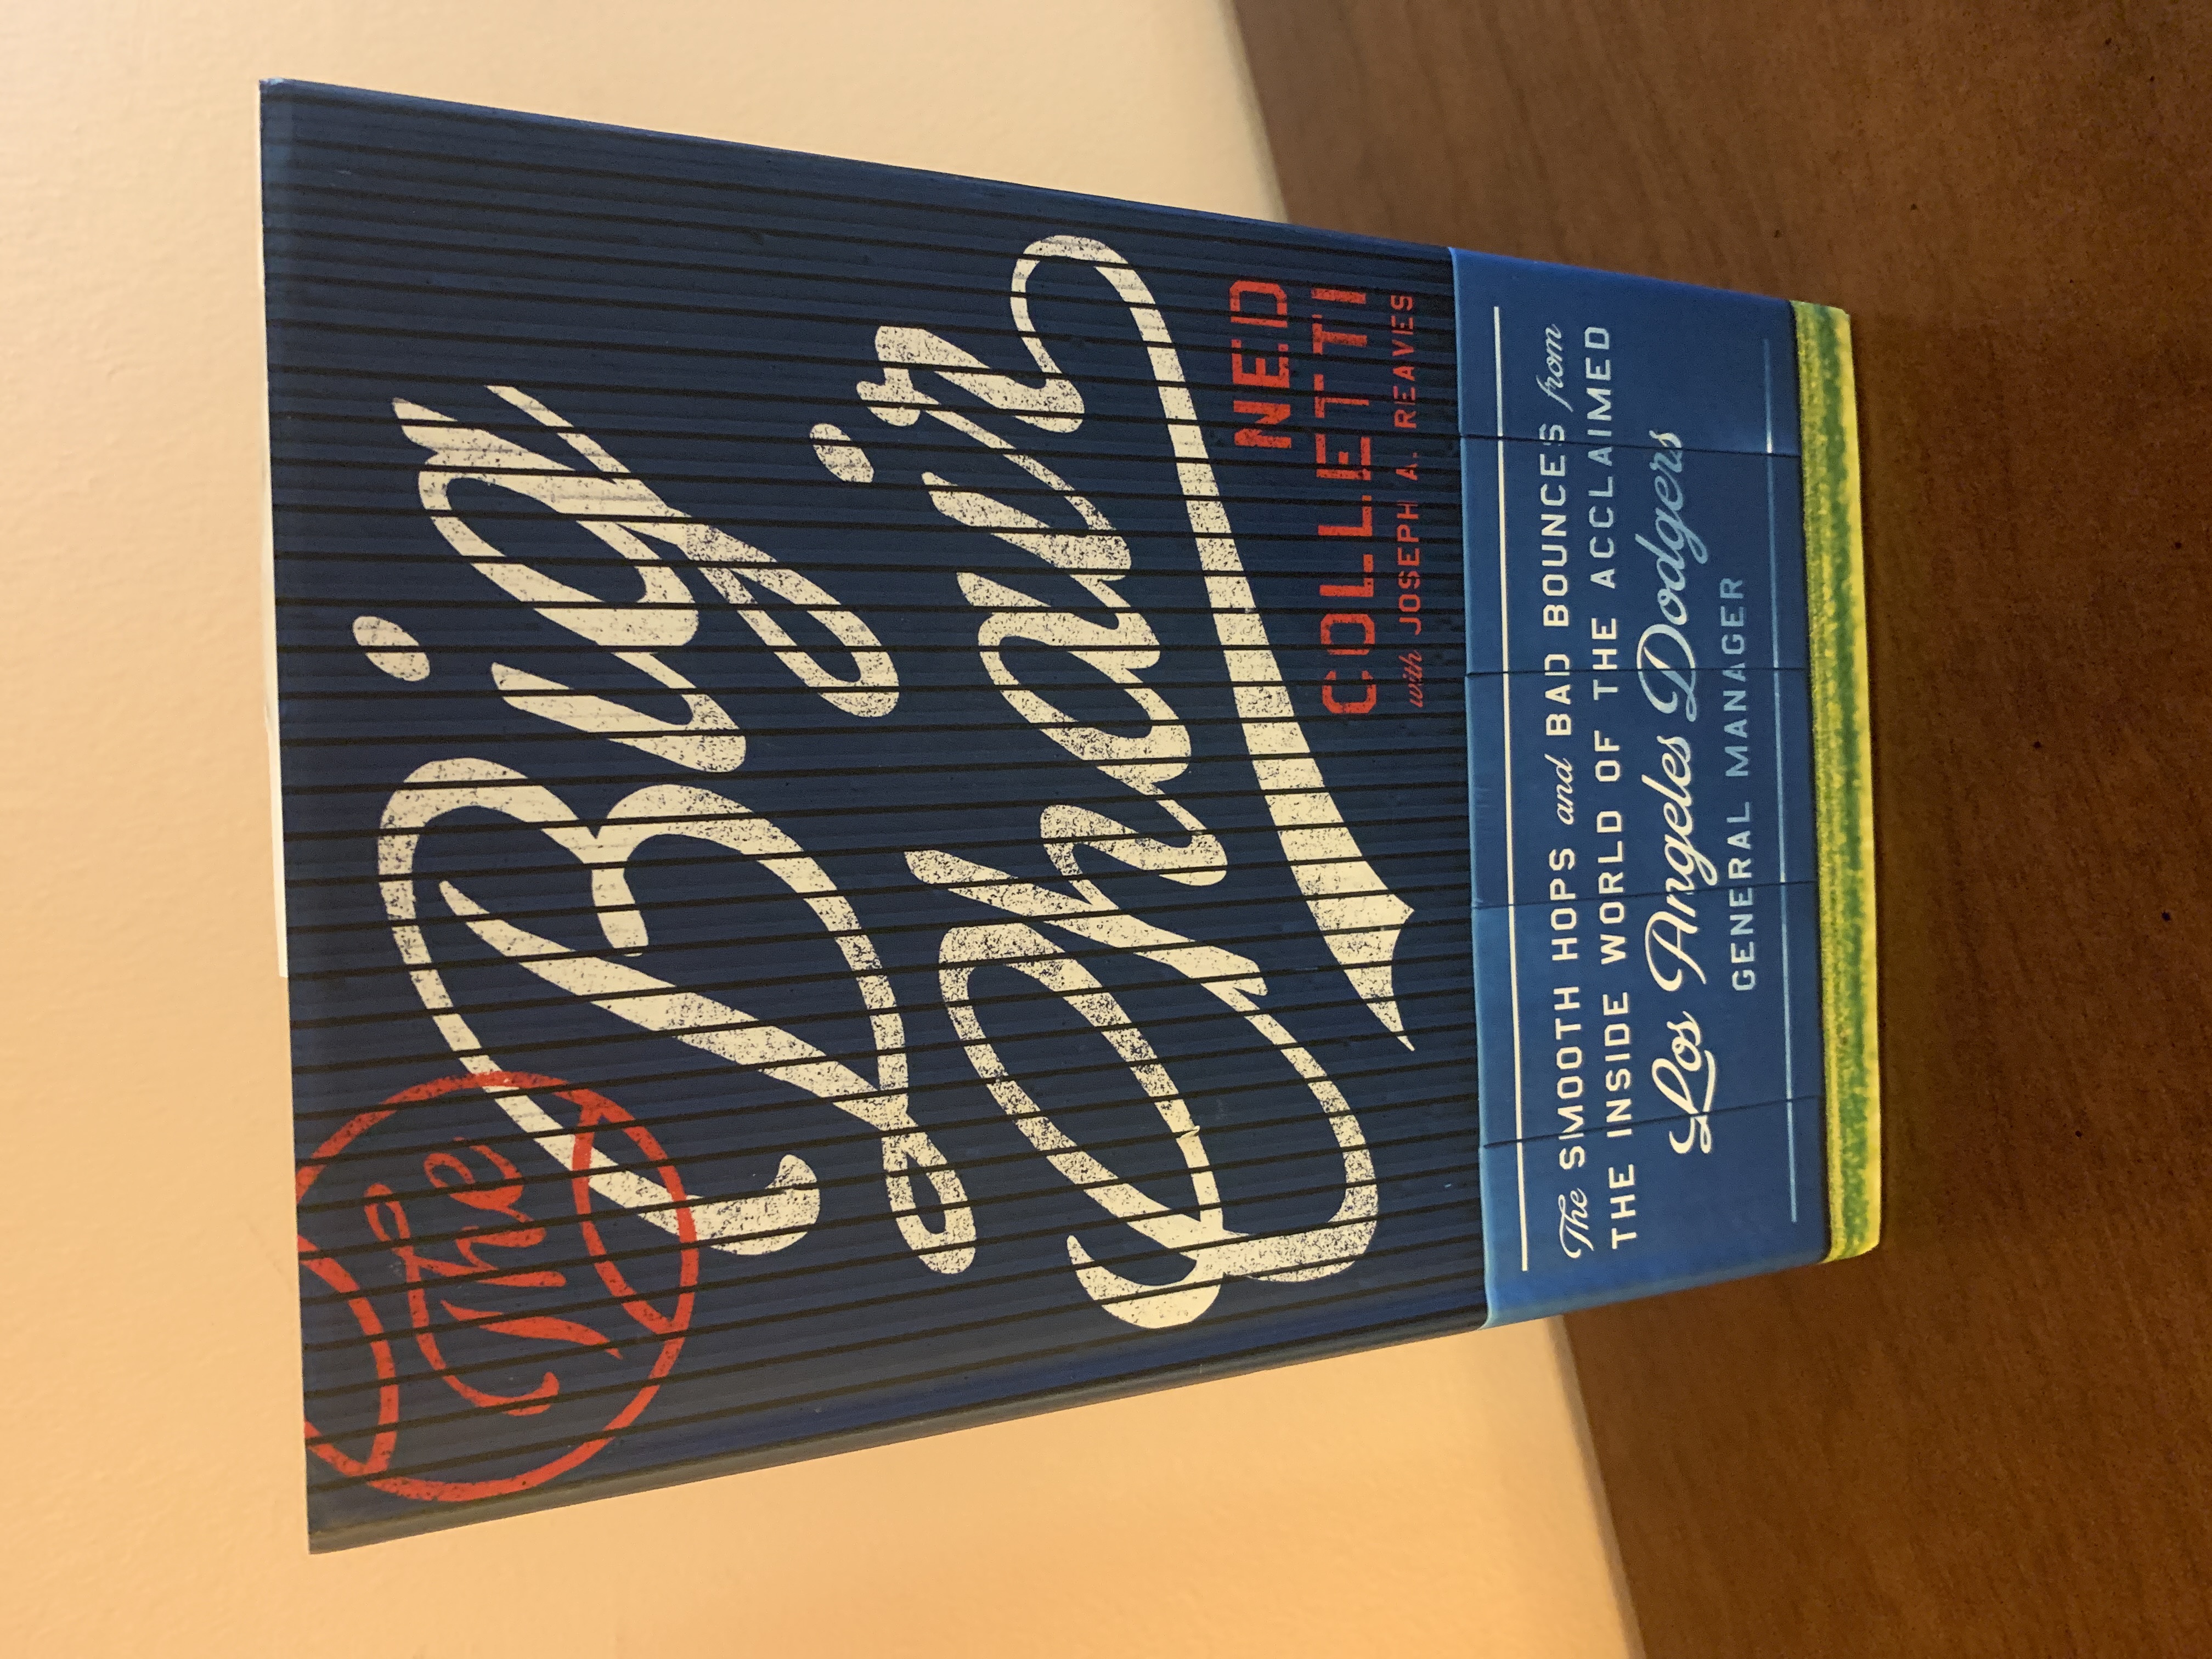 The
Big
Chair
NED
COLLETTI
with JOSEPH A. REAVES
The SMOOTH HOPS and BAD BOUNCES from
THE INSIDE WORLD OF THE ACCLAIMED
Los Angeles Dodgers
GENERAL MANAGER